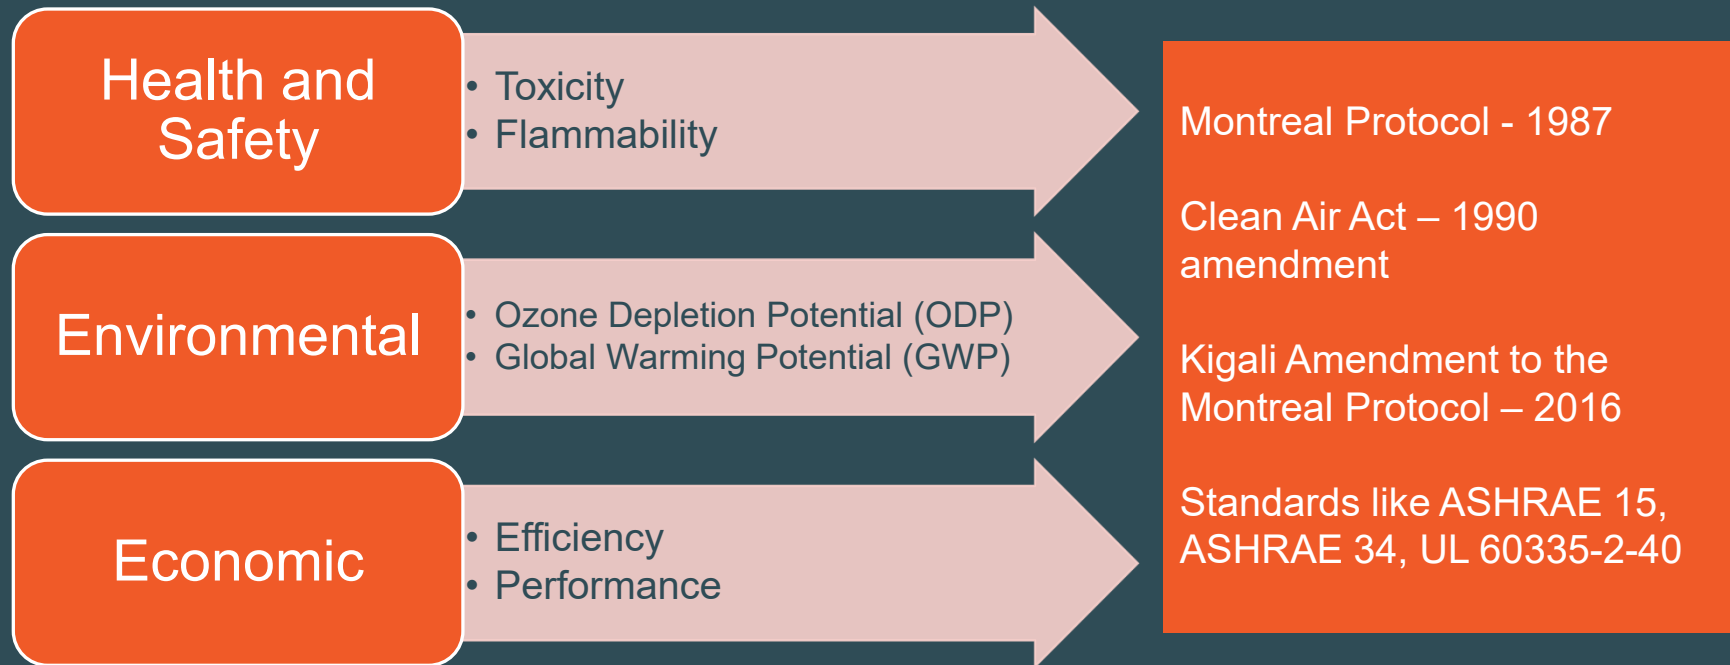 Health and
Safety
• Toxicity
• Flammability
Environmental
• Ozone Depletion Potential (ODP)
• Global Warming Potential (GWP)
Economic
• Efficiency
• Performance
Montreal Protocol - 1987
Clean Air Act – 1990
amendment
Kigali Amendment to the
Montreal Protocol – 2016
Standards like ASHRAE 15,
ASHRAE 34, UL 60335-2-40